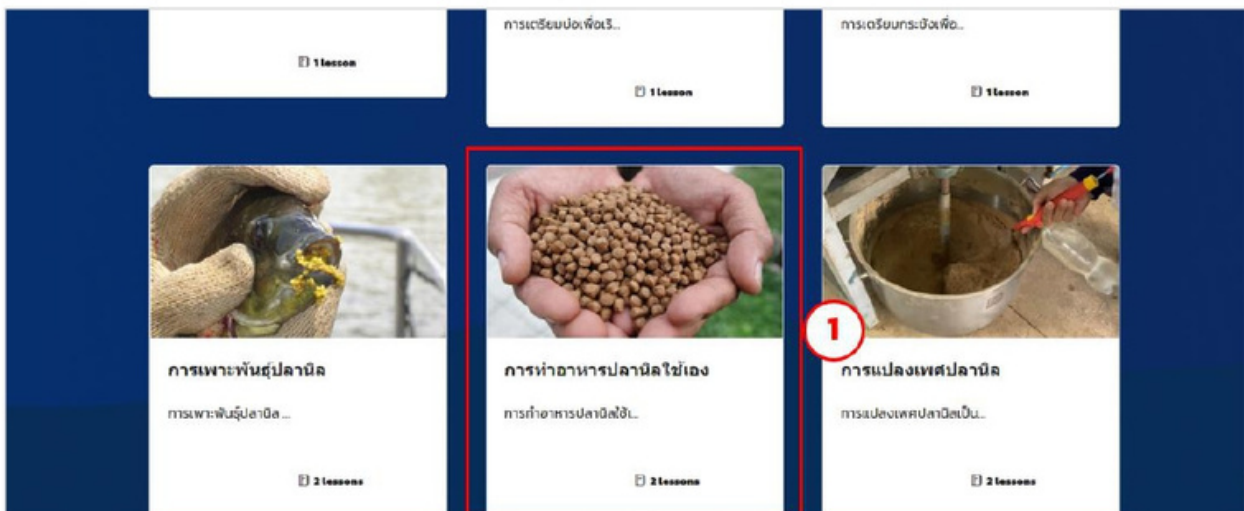 การเตรียมบ่อเพื่อเริ...
การเตรียมกระชังเพื่อ...
1 lesson
1 lesson
1 lesson
1
การเพาะพันธุ์ปลานิล
การทำอาหารปลานิลใช้เอง
การแปลงเพศปลานิล
การเพาะพันธุ์ปลานิล ...
การทำอาหารปลานิลใช้เ...
การแปลงเพศปลานิลเป็น...
2 lessons
2 lessons
2 lessons